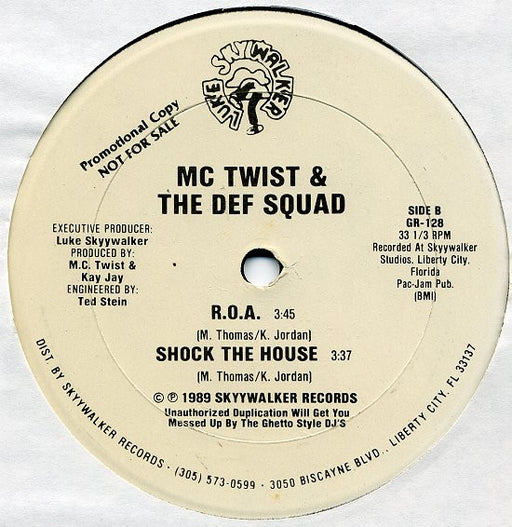 LUKE SKYYWALKER
Promotional Copy
NOT FOR SALE
MC TWIST &
THE DEF SQUAD
EXECUTIVE PRODUCER:
Luke Skyywalker
PRODUCED BY:
M.C. Twist &
Kay Jay
ENGINEERED BY:
Ted Stein
SIDE B
GR-128
33 1/3 RPM
Recorded At Skyywalker
Studios, Liberty City,
Florida
Pac-Jam Pub.
(BMI)
R.O.A. 3:45
(M. Thomas/K. Jordan)
SHOCK THE HOUSE 3:37
(M. Thomas/K. Jordan)
© ℗ 1989 SKYYWALKER RECORDS
Unauthorized Duplication Will Get You
Messed Up By The Ghetto Style DJ'S
DIST. BY SKYYWALKER RECORDS · (305) 573-0599 · 3050 BISCAYNE BLVD., LIBERTY CITY, FL 33137